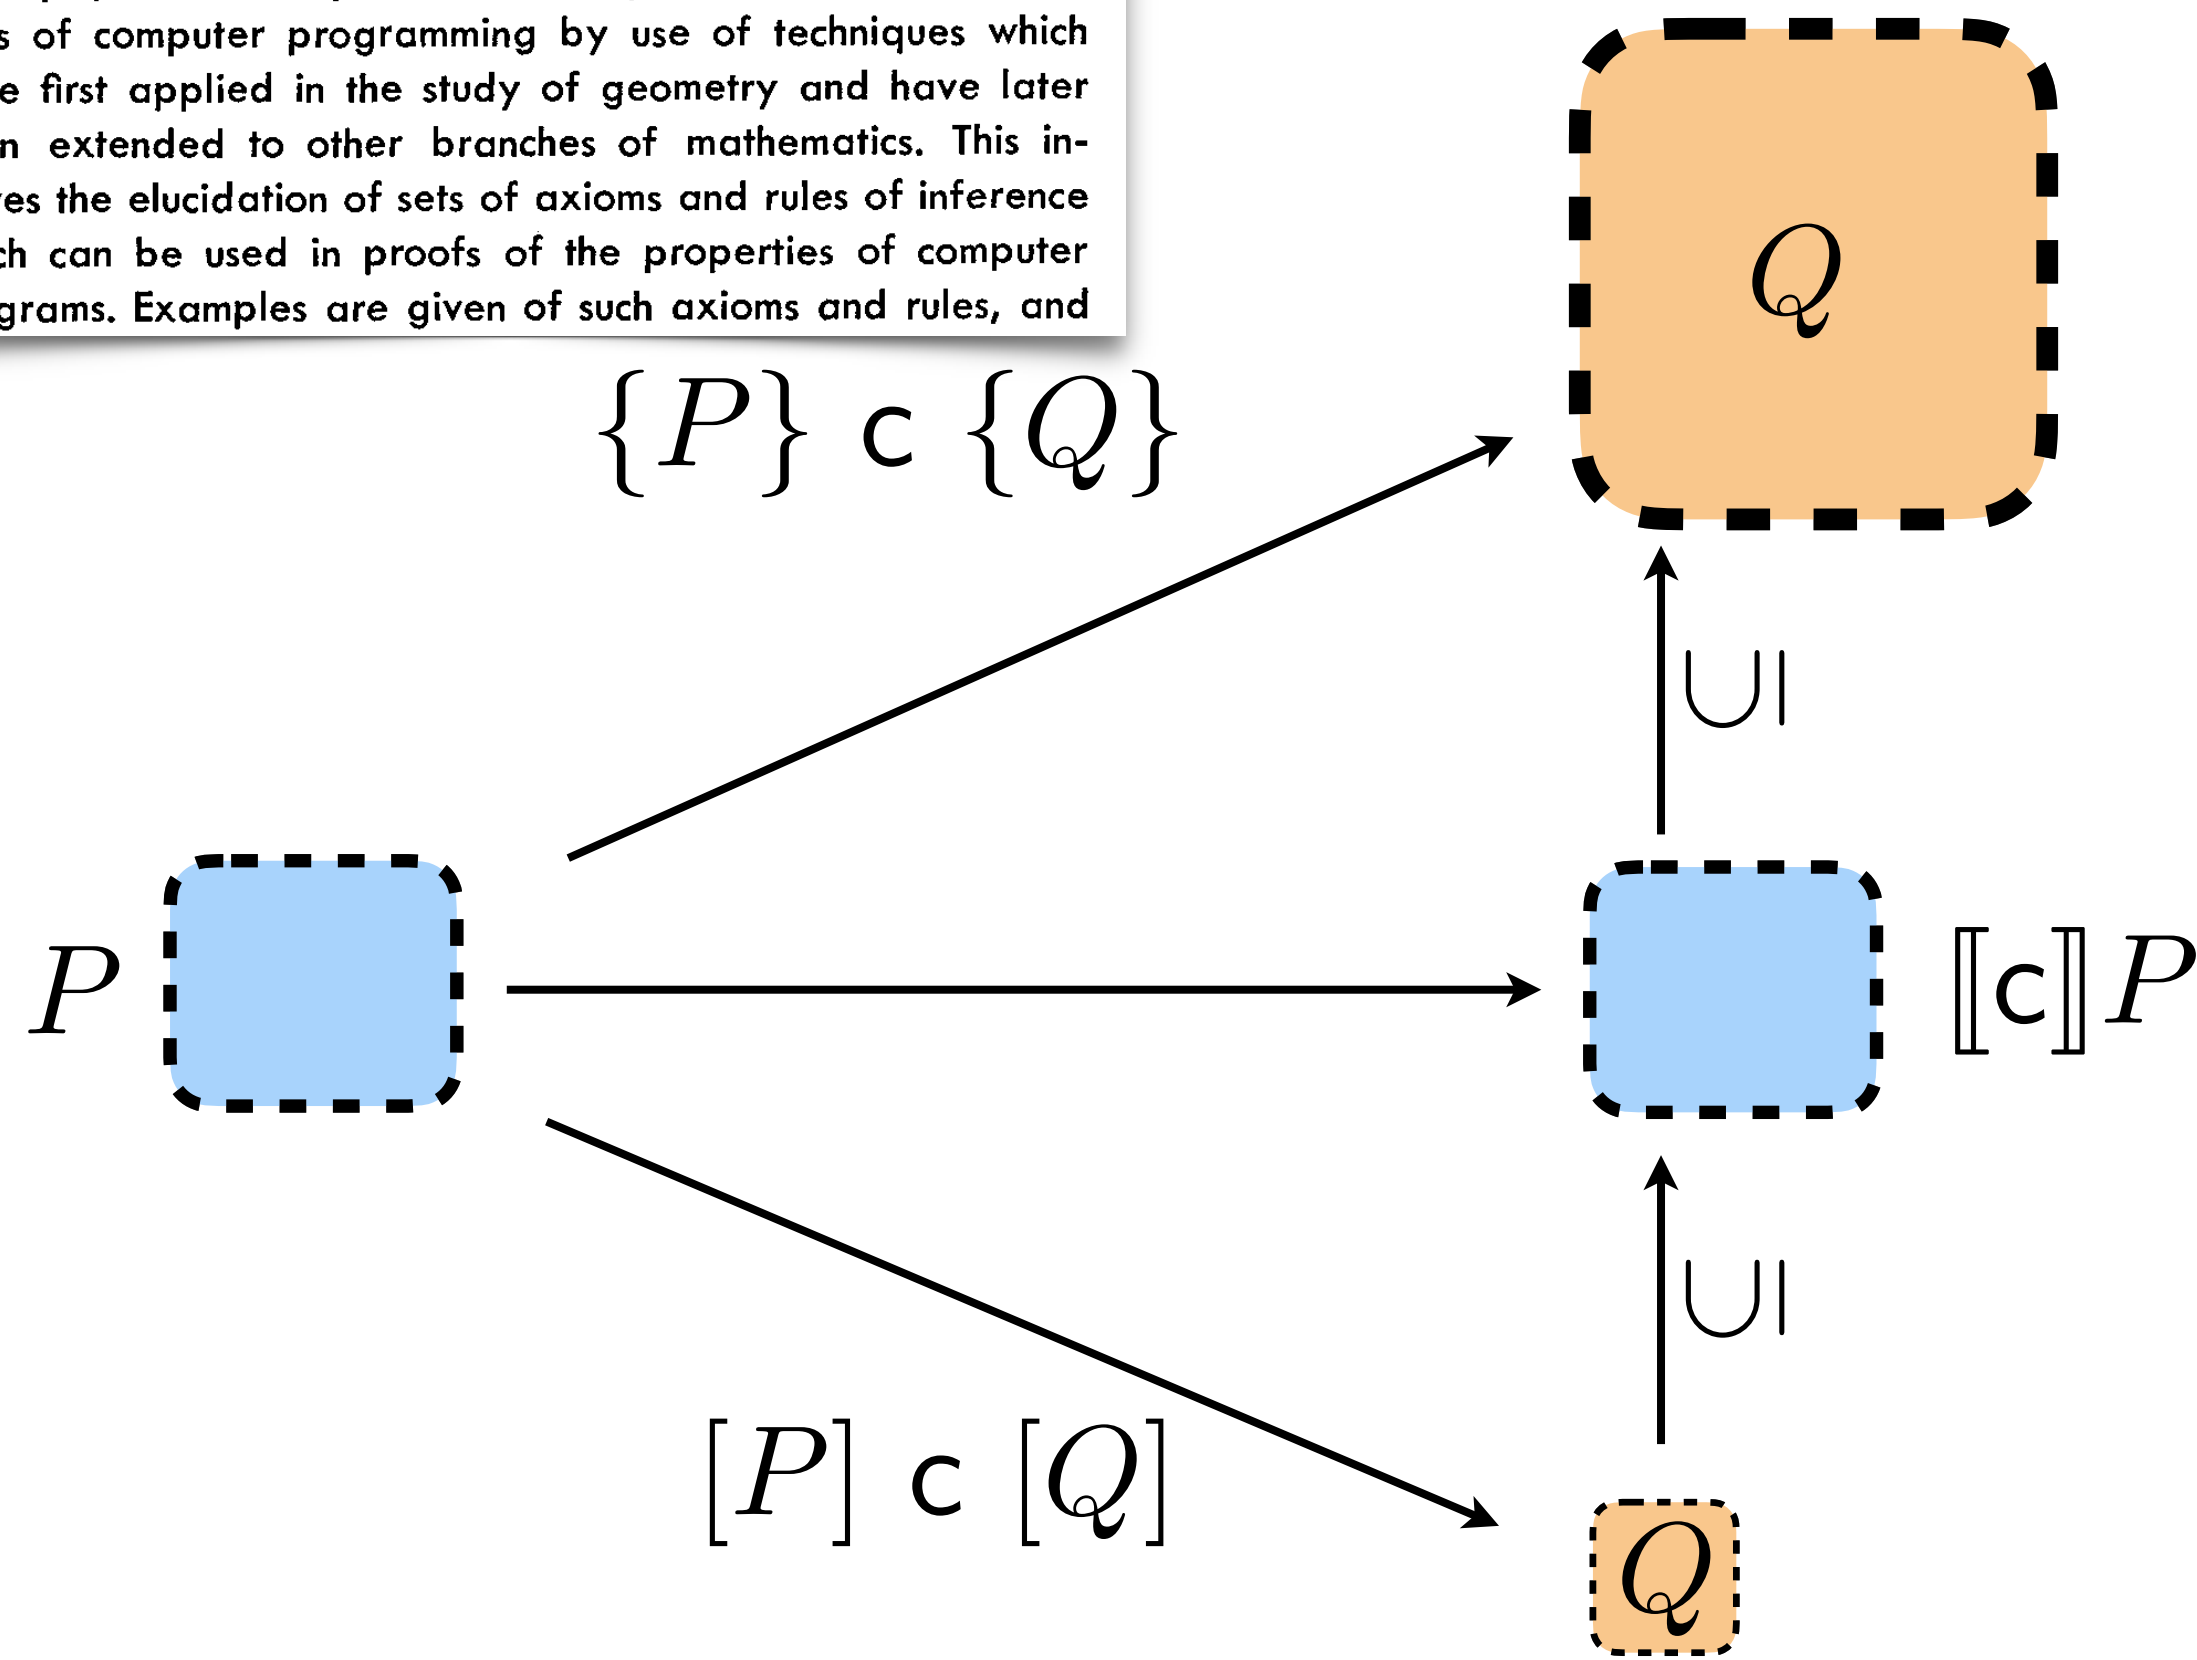 of computer programming by use of techniques which
first applied in the study of geometry and have later
extended to other branches of mathematics. This in-
the elucidation of sets of axioms and rules of inference
can be used in proofs of the properties of computer
grams. Examples are given of such axioms and rules, and
Q
{P} c {Q}
∪|
P
⟦c⟧P
∪|
[P] c [Q]
Q